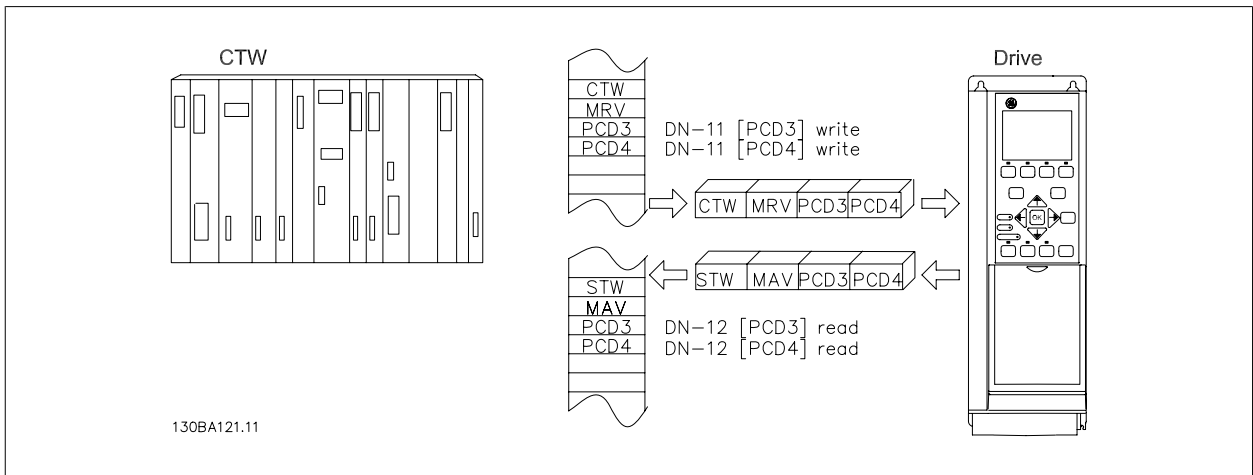 CTW
Drive
CTW
MRV
PCD3 DN-11 [PCD3] write
PCD4 DN-11 [PCD4] write
CTW MRV PCD3 PCD4
OK
STW MAV PCD3 PCD4
STW
MAV
PCD3 DN-12 [PCD3] read
PCD4 DN-12 [PCD4] read
130BA121.11